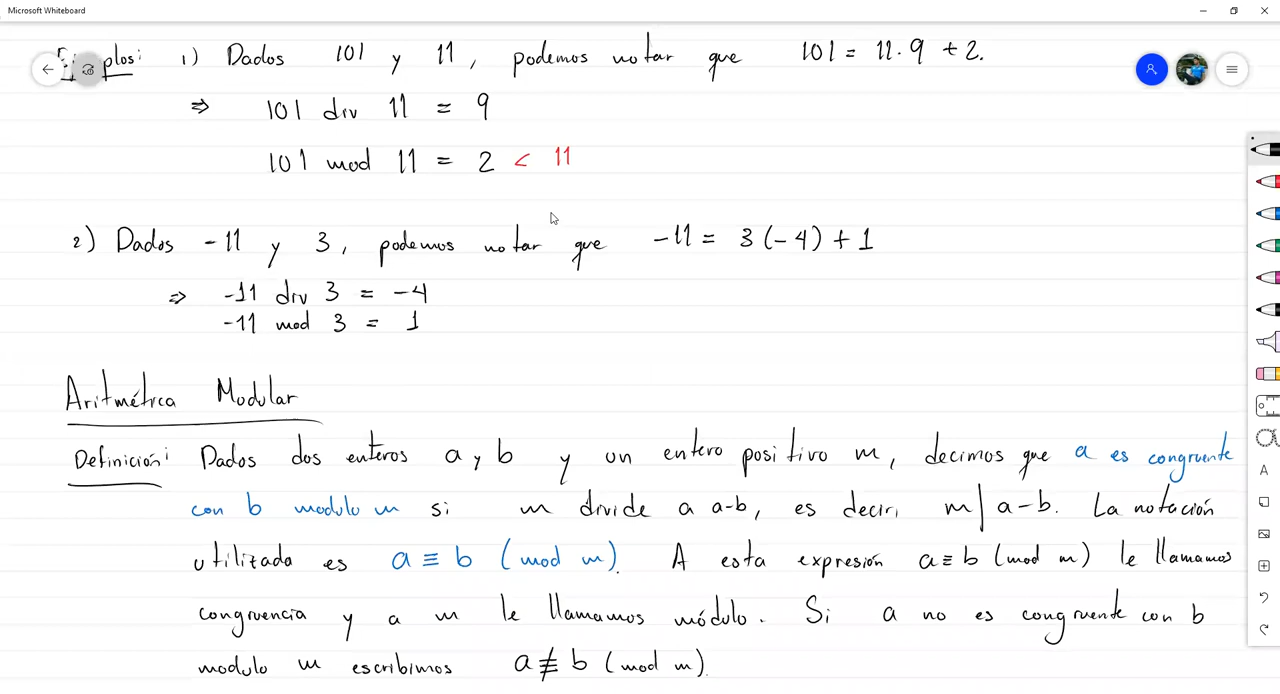 Microsoft Whiteboard
Ejemplos: 1) Dados 101 y 11, podemos notar que 101 = 11·9 + 2.
⇒ 101 div 11 = 9
101 mod 11 = 2 < 11
2) Dados -11 y 3, podemos notar que -11 = 3(-4) + 1
⇒ -11 div 3 = -4
-11 mod 3 = 1
Aritmética Modular
Definición: Dados dos enteros a y b y un entero positivo m, decimos que a es congruente
con b modulo m si m divide a a-b, es decir, m | a-b. La notación
utilizada es a ≡ b (mod m). A esta expresión a ≡ b (mod m) le llamamos
congruencia y a m le llamamos módulo. Si a no es congruente con b
modulo m escribimos a ≢ b (mod m).